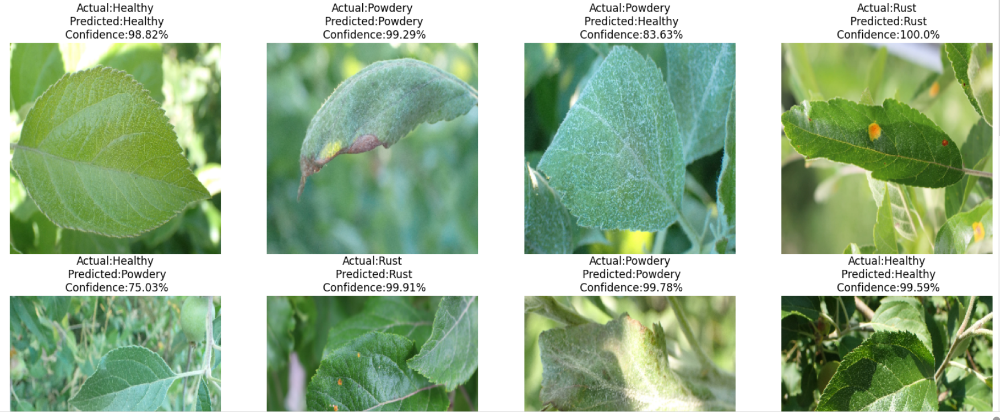 Actual:Healthy
Predicted:Healthy
Confidence:98.82%
Actual:Powdery
Predicted:Powdery
Confidence:99.29%
Actual:Powdery
Predicted:Healthy
Confidence:83.63%
Actual:Rust
Predicted:Rust
Confidence:100.0%
Actual:Healthy
Predicted:Powdery
Confidence:75.03%
Actual:Rust
Predicted:Rust
Confidence:99.91%
Actual:Powdery
Predicted:Powdery
Confidence:99.78%
Actual:Healthy
Predicted:Healthy
Confidence:99.59%